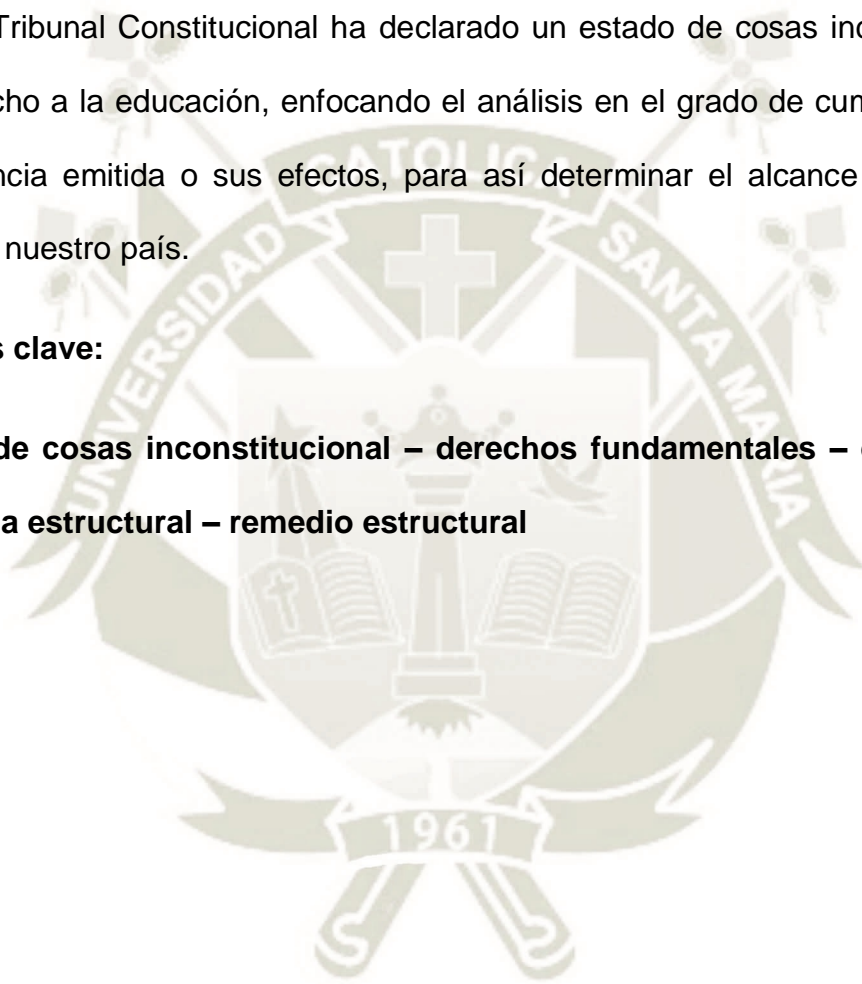 Tribunal Constitucional ha declarado un estado de cosas inc
cho a la educación, enfocando el análisis en el grado de cum
ncia emitida o sus efectos, para así determinar el alcance
nuestro país.
s clave:
de cosas inconstitucional – derechos fundamentales –
a estructural – remedio estructural
UNIVERSIDAD CATOLICA SANTA MARIA
1961